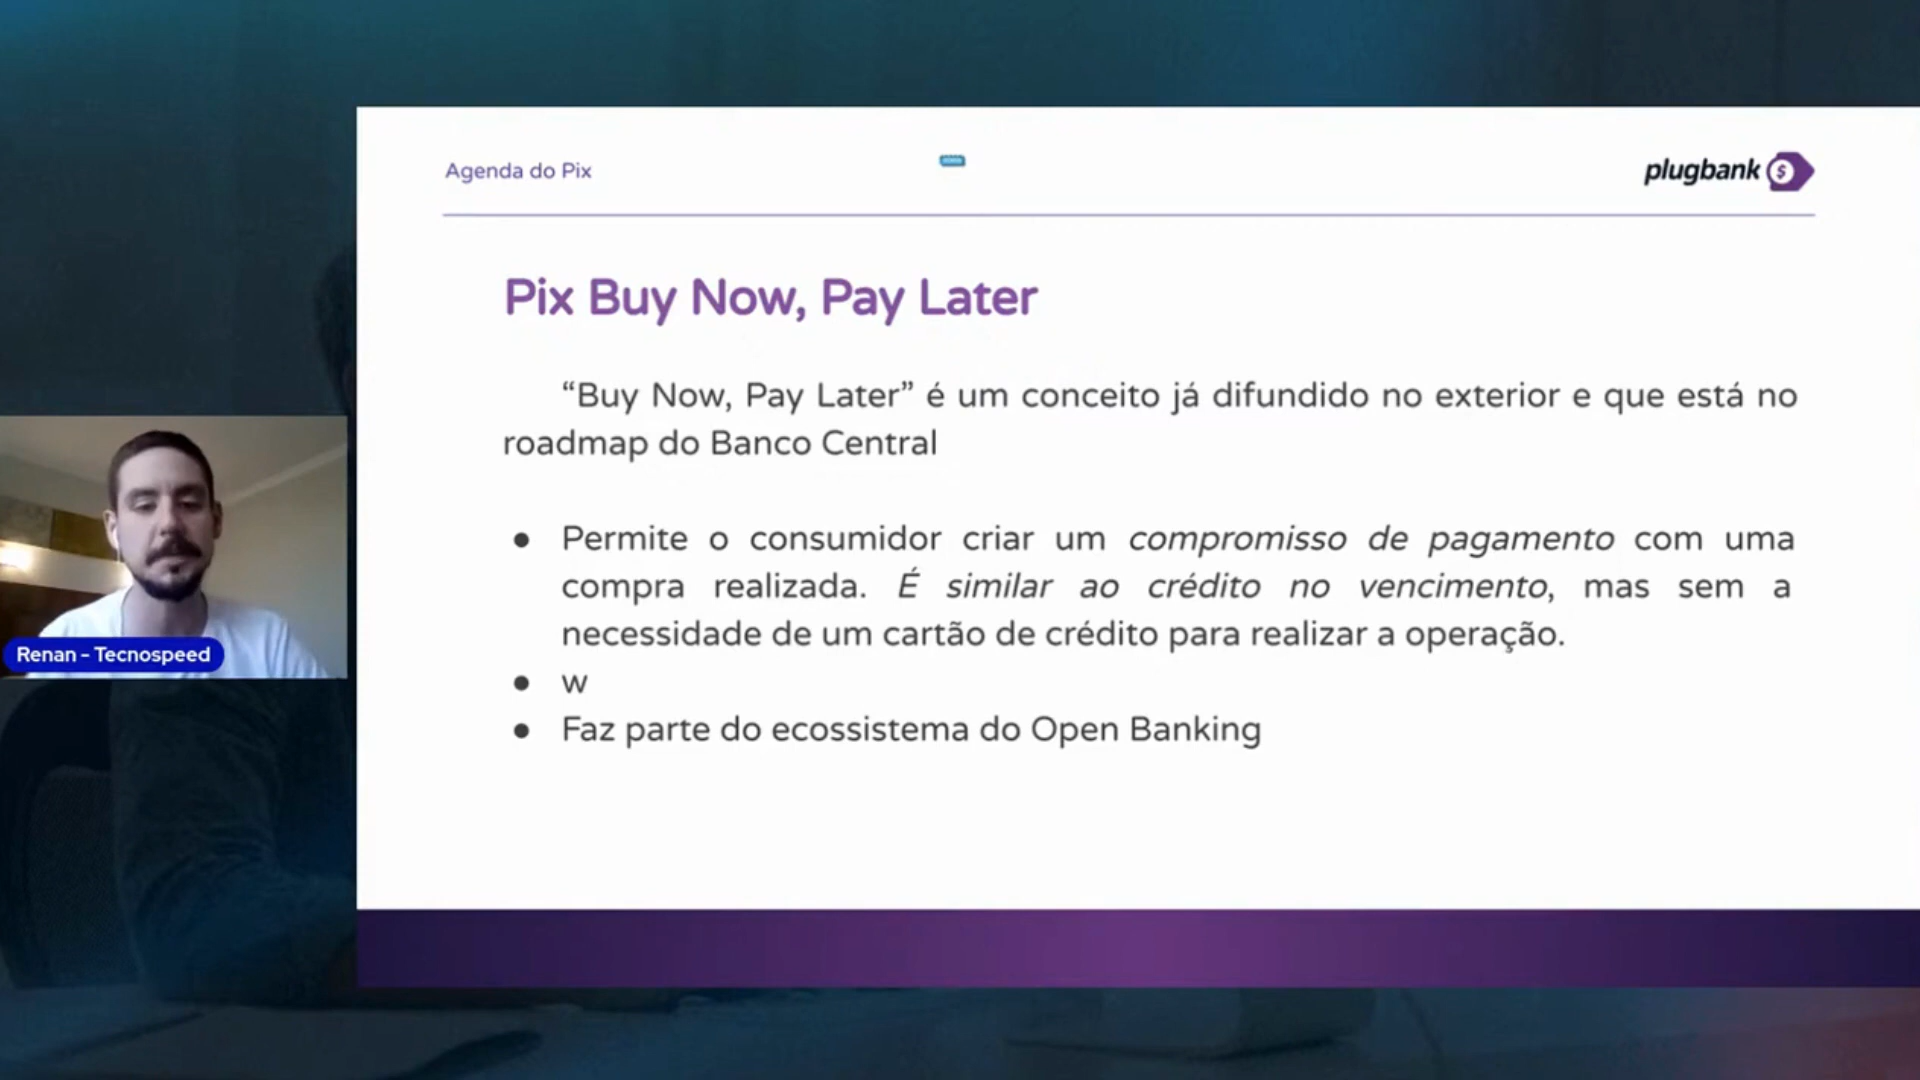 Agenda do Pix
plugbank
$
Pix Buy Now, Pay Later
“Buy Now, Pay Later” é um conceito já difundido no exterior e que está no
roadmap do Banco Central
● Permite o consumidor criar um compromisso de pagamento com uma
compra realizada. É similar ao crédito no vencimento, mas sem a
necessidade de um cartão de crédito para realizar a operação.
● w
● Faz parte do ecossistema do Open Banking
Renan - Tecnospeed